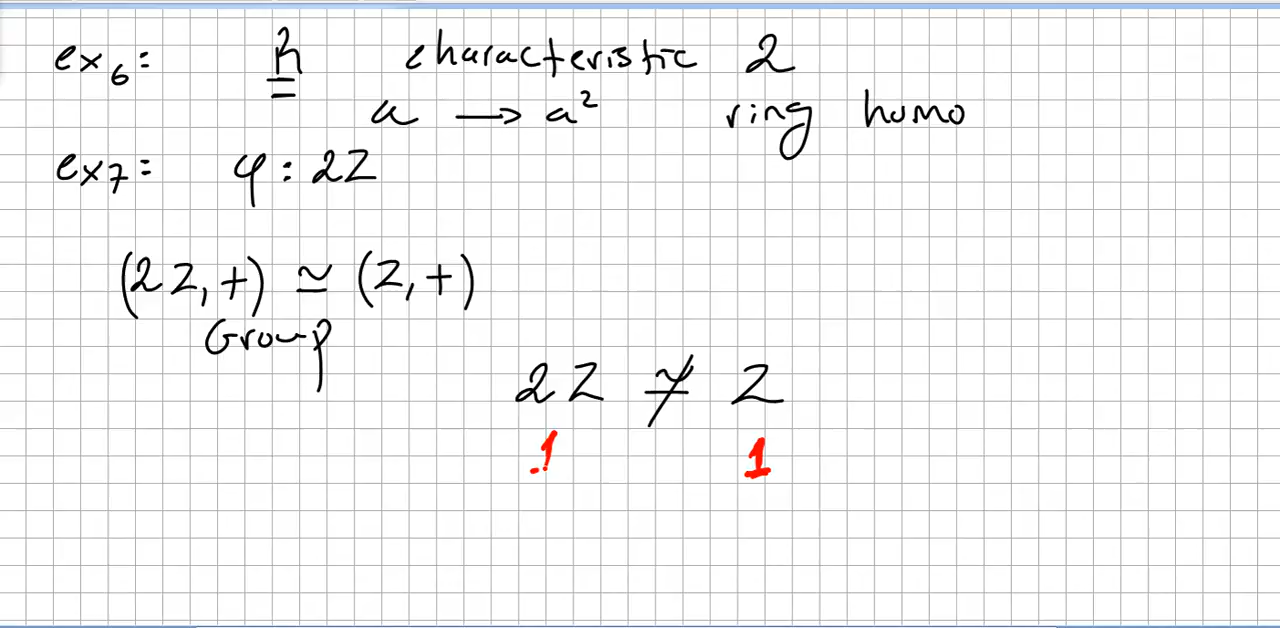 ex6: R characteristic 2
a → a² ring homo
ex7: φ: 2Z
(2Z,+) ≃ (Z,+)
Group
2Z ≄ Z
1 1